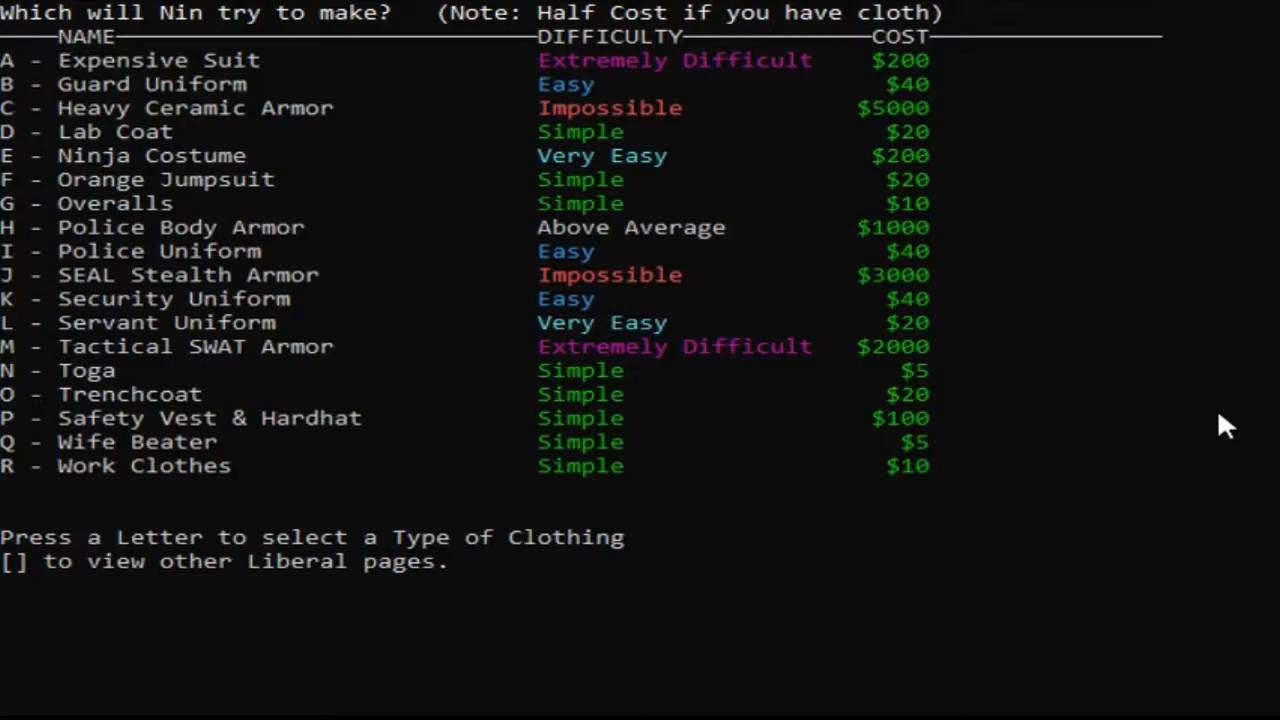 Which will Nin try to make?   (Note: Half Cost if you have cloth)
────NAME─────────────────────────────DIFFICULTY─────────────COST────────────────
A - Expensive Suit                   Extremely Difficult    $200
B - Guard Uniform                    Easy                    $40
C - Heavy Ceramic Armor              Impossible            $5000
D - Lab Coat                         Simple                  $20
E - Ninja Costume                    Very Easy              $200
F - Orange Jumpsuit                  Simple                  $20
G - Overalls                         Simple                  $10
H - Police Body Armor                Above Average         $1000
I - Police Uniform                   Easy                    $40
J - SEAL Stealth Armor               Impossible            $3000
K - Security Uniform                 Easy                    $40
L - Servant Uniform                  Very Easy               $20
M - Tactical SWAT Armor              Extremely Difficult   $2000
N - Toga                             Simple                   $5
O - Trenchcoat                       Simple                  $20
P - Safety Vest & Hardhat            Simple                 $100
Q - Wife Beater                      Simple                   $5
R - Work Clothes                     Simple                  $10
Press a Letter to select a Type of Clothing
[] to view other Liberal pages.